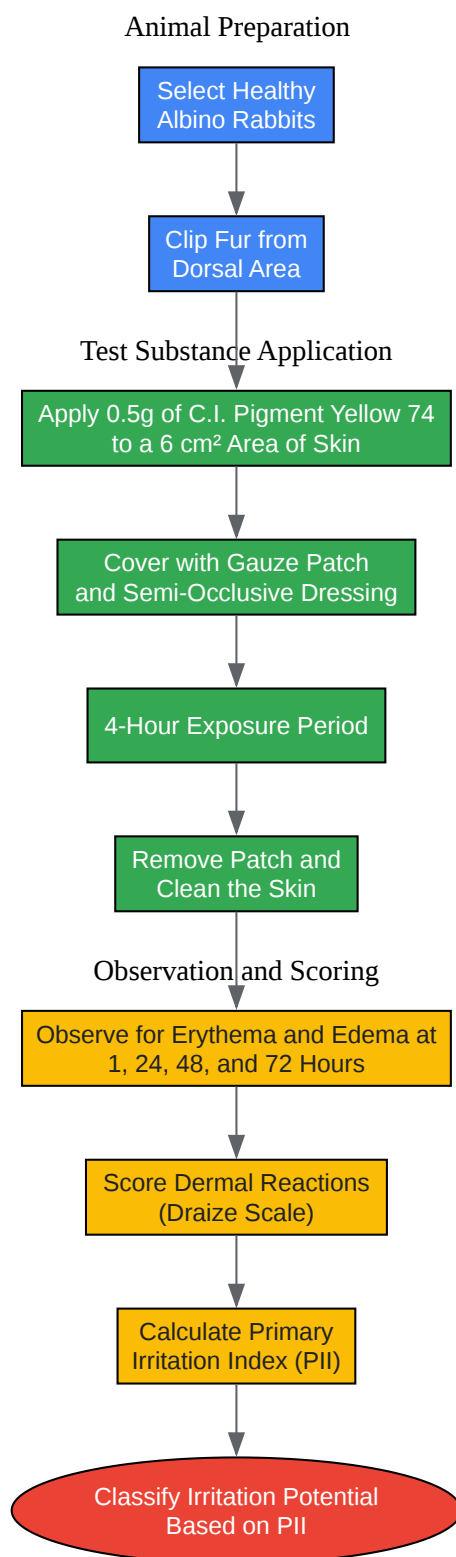 Animal Preparation
Select Healthy
Albino Rabbits
Clip Fur from
Dorsal Area
Test Substance Application
Apply 0.5g of C.I. Pigment Yellow 74
to a 6 cm² Area of Skin
Cover with Gauze Patch
and Semi-Occlusive Dressing
4-Hour Exposure Period
Remove Patch and
Clean the Skin
Observation and Scoring
Observe for Erythema and Edema at
1, 24, 48, and 72 Hours
Score Dermal Reactions
(Draize Scale)
Calculate Primary
Irritation Index (PII)
Classify Irritation Potential
Based on PII